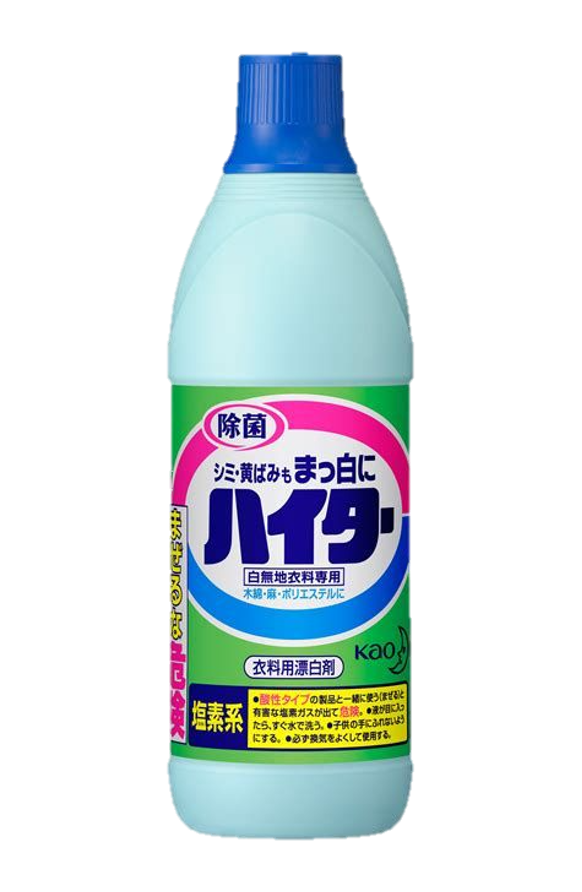 除菌
シミ・黄ばみも まっ白に
ハイター
白無地衣料専用
木綿・麻・ポリエステルに
まぜるな危険
Kao
衣料用漂白剤
塩素系
●酸性タイプの製品と一緒に使う(まぜる)と
有害な塩素ガスが出て危険。●液が目に入っ
たら、すぐ水で洗う。●子供の手にふれないよう
にする。●必ず換気をよくして使用する。